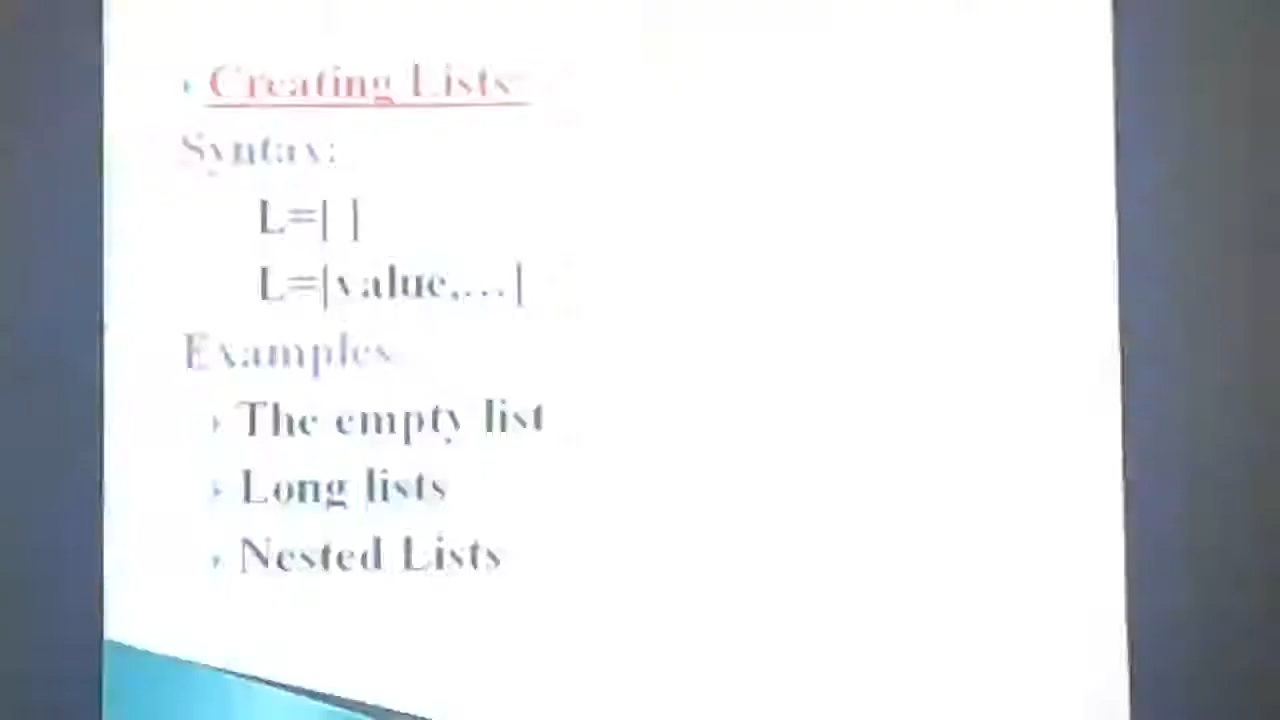 Creating Lists
Syntax:
L=[ ]
L=[value,…]
Examples
The empty list
Long lists
Nested Lists